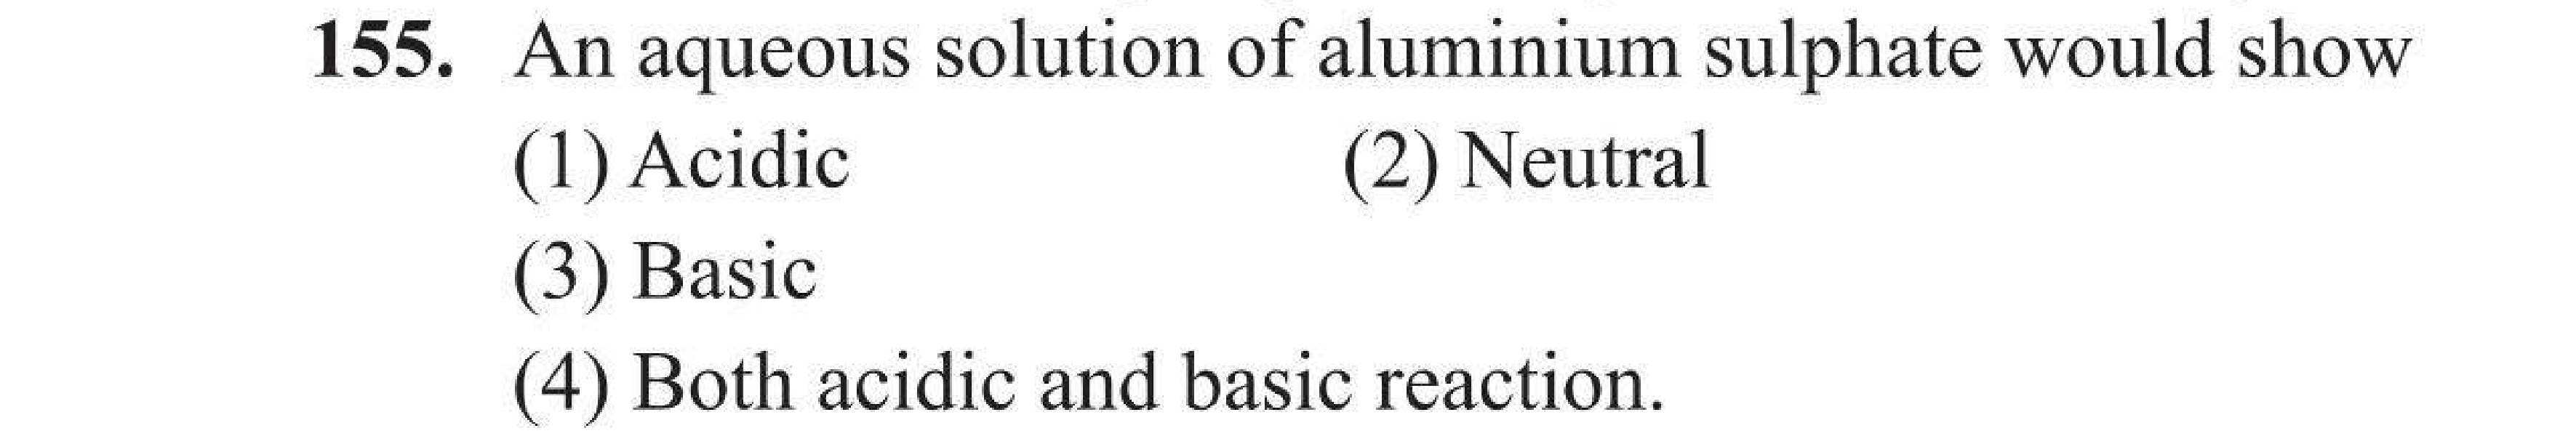 155. An aqueous solution of aluminium sulphate would show
(1) Acidic (2) Neutral
(3) Basic
(4) Both acidic and basic reaction.